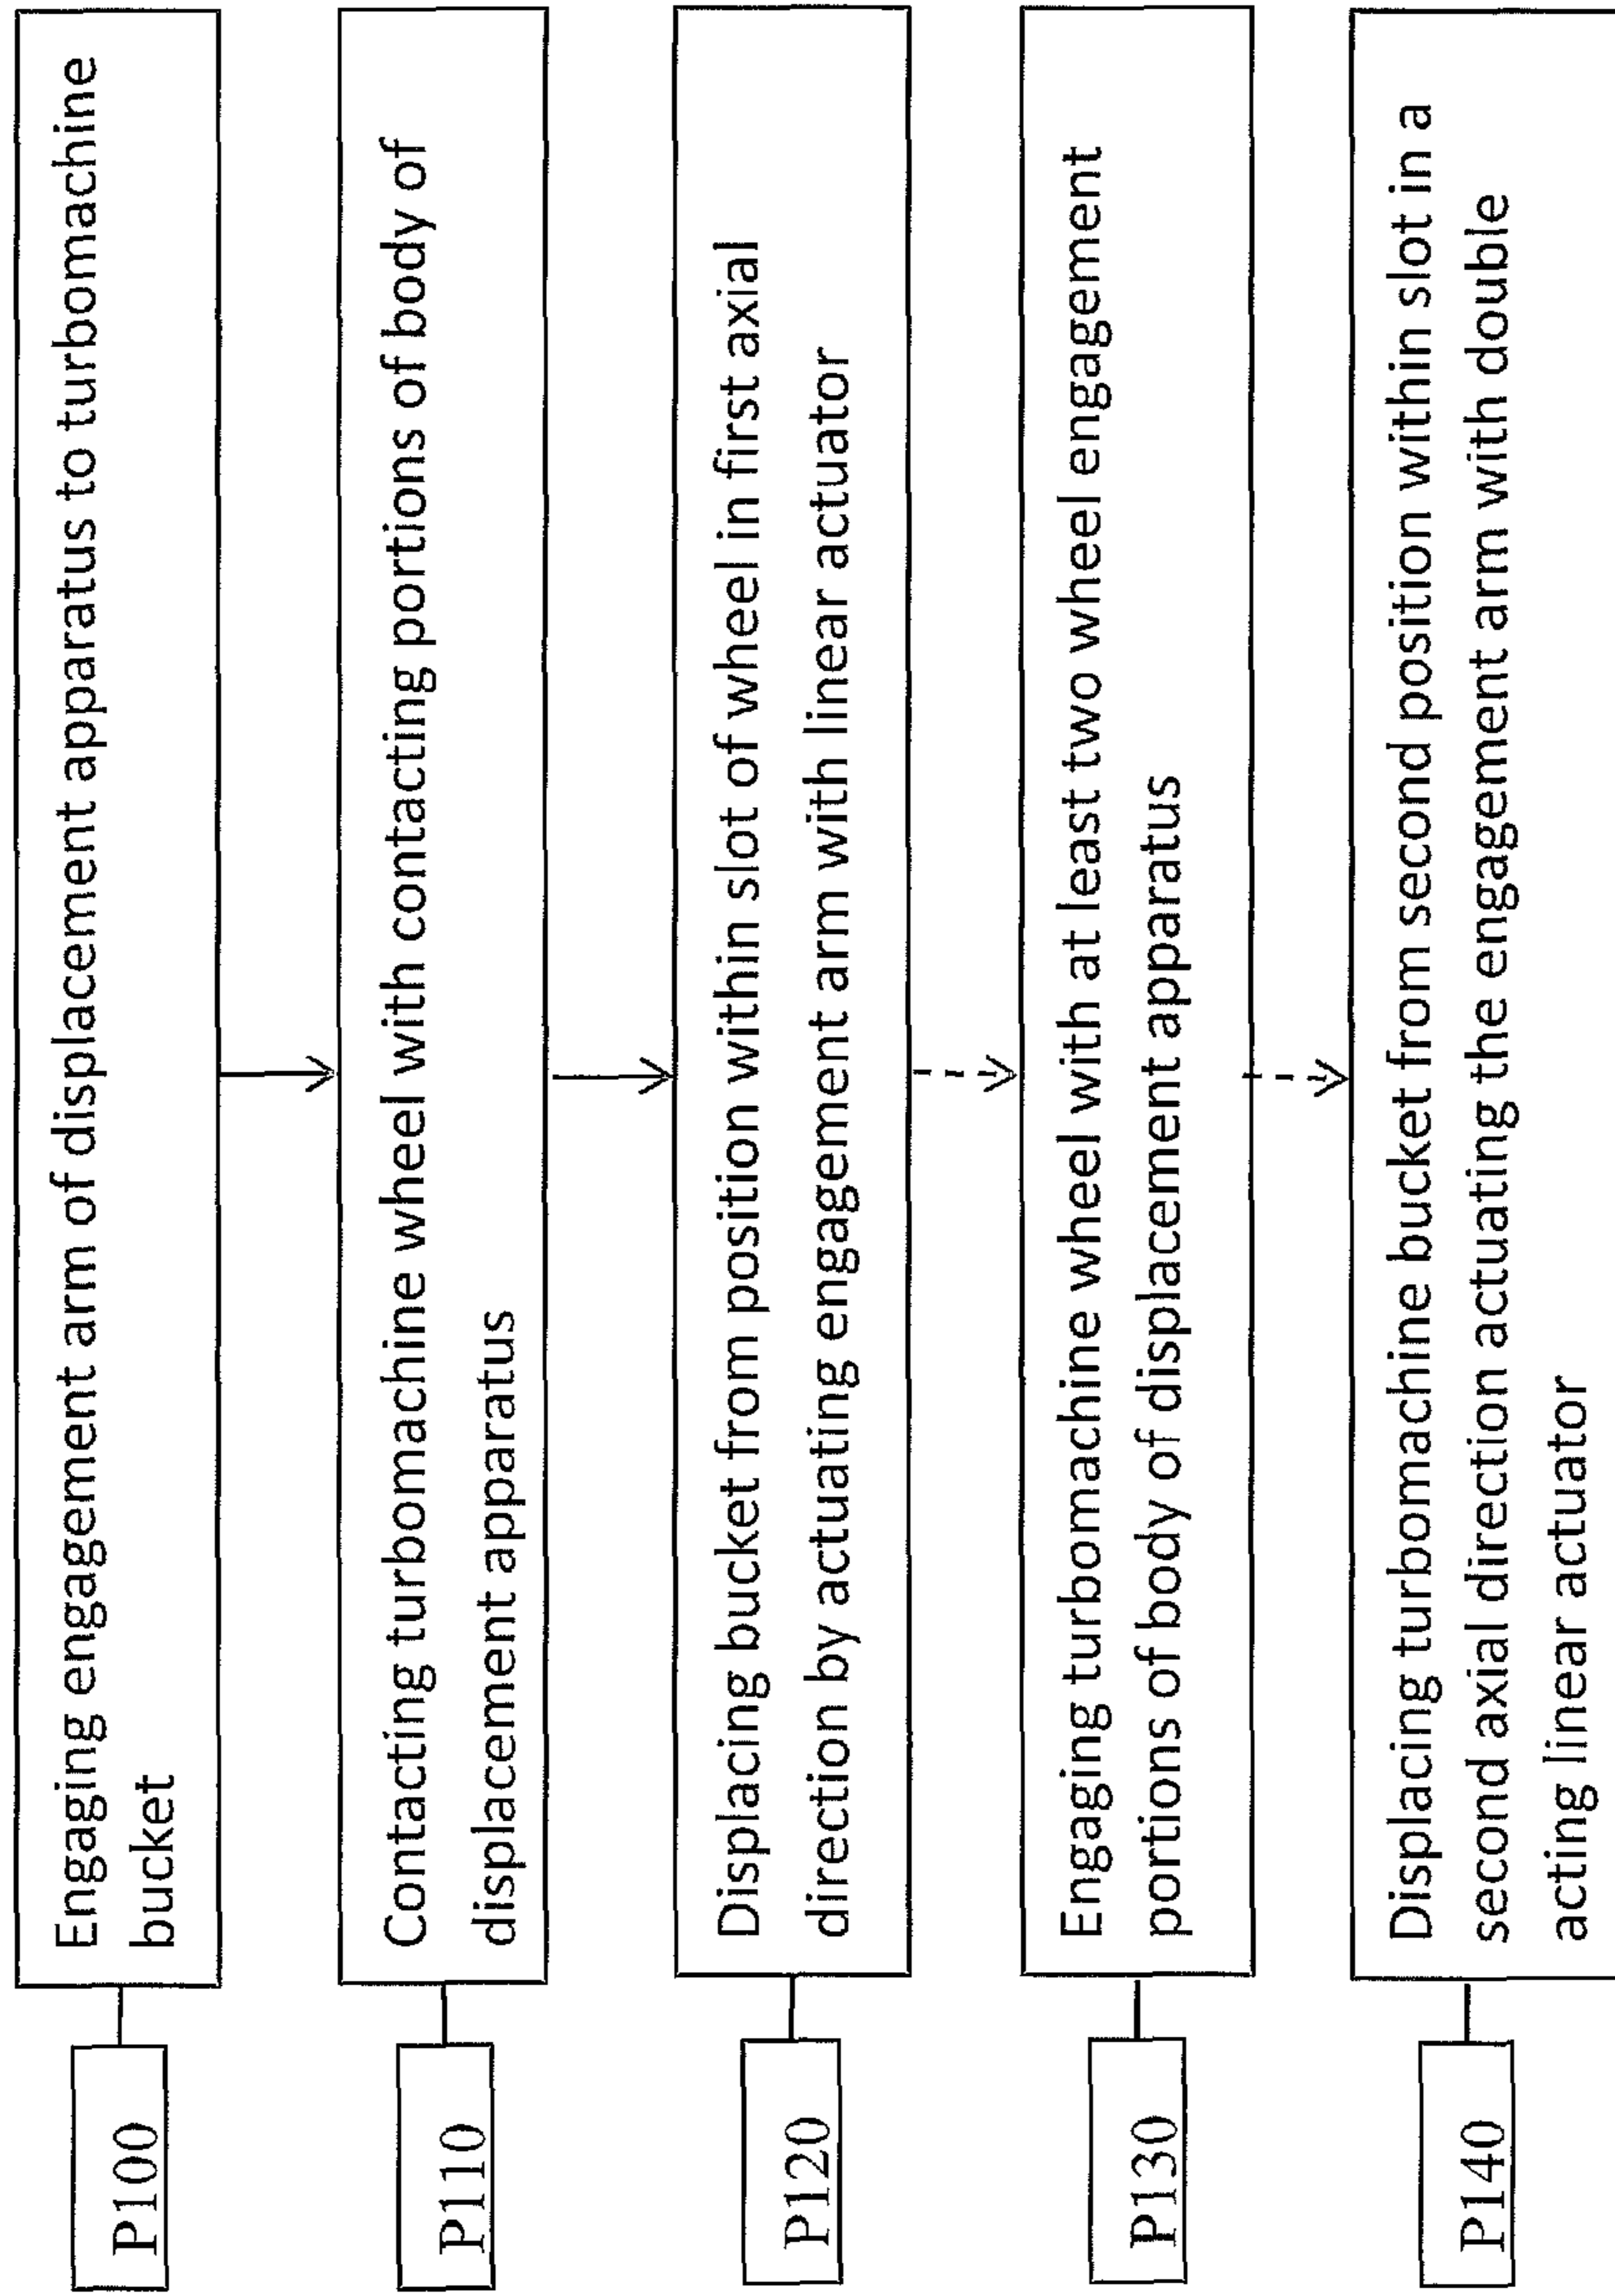 P100
Engaging engagement arm of displacement apparatus to turbomachine
bucket
P110
Contacting turbomachine wheel with contacting portions of body of
displacement apparatus
P120
Displacing bucket from position within slot of wheel in first axial
direction by actuating engagement arm with linear actuator
P130
Engaging turbomachine wheel with at least two wheel engagement
portions of body of displacement apparatus
P140
Displacing turbomachine bucket from second position within slot in a
second axial direction actuating the engagement arm with double
acting linear actuator